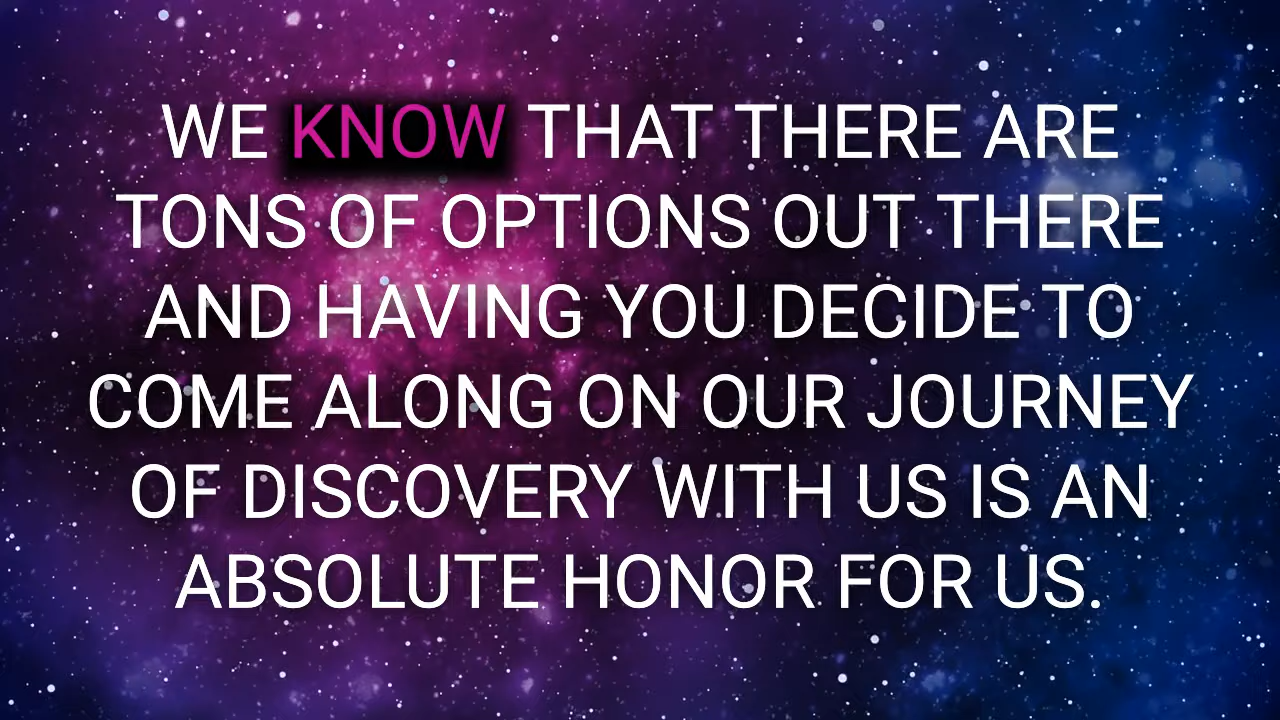 WE KNOW THAT THERE ARE
TONS OF OPTIONS OUT THERE
AND HAVING YOU DECIDE TO
COME ALONG ON OUR JOURNEY
OF DISCOVERY WITH US IS AN
ABSOLUTE HONOR FOR US.